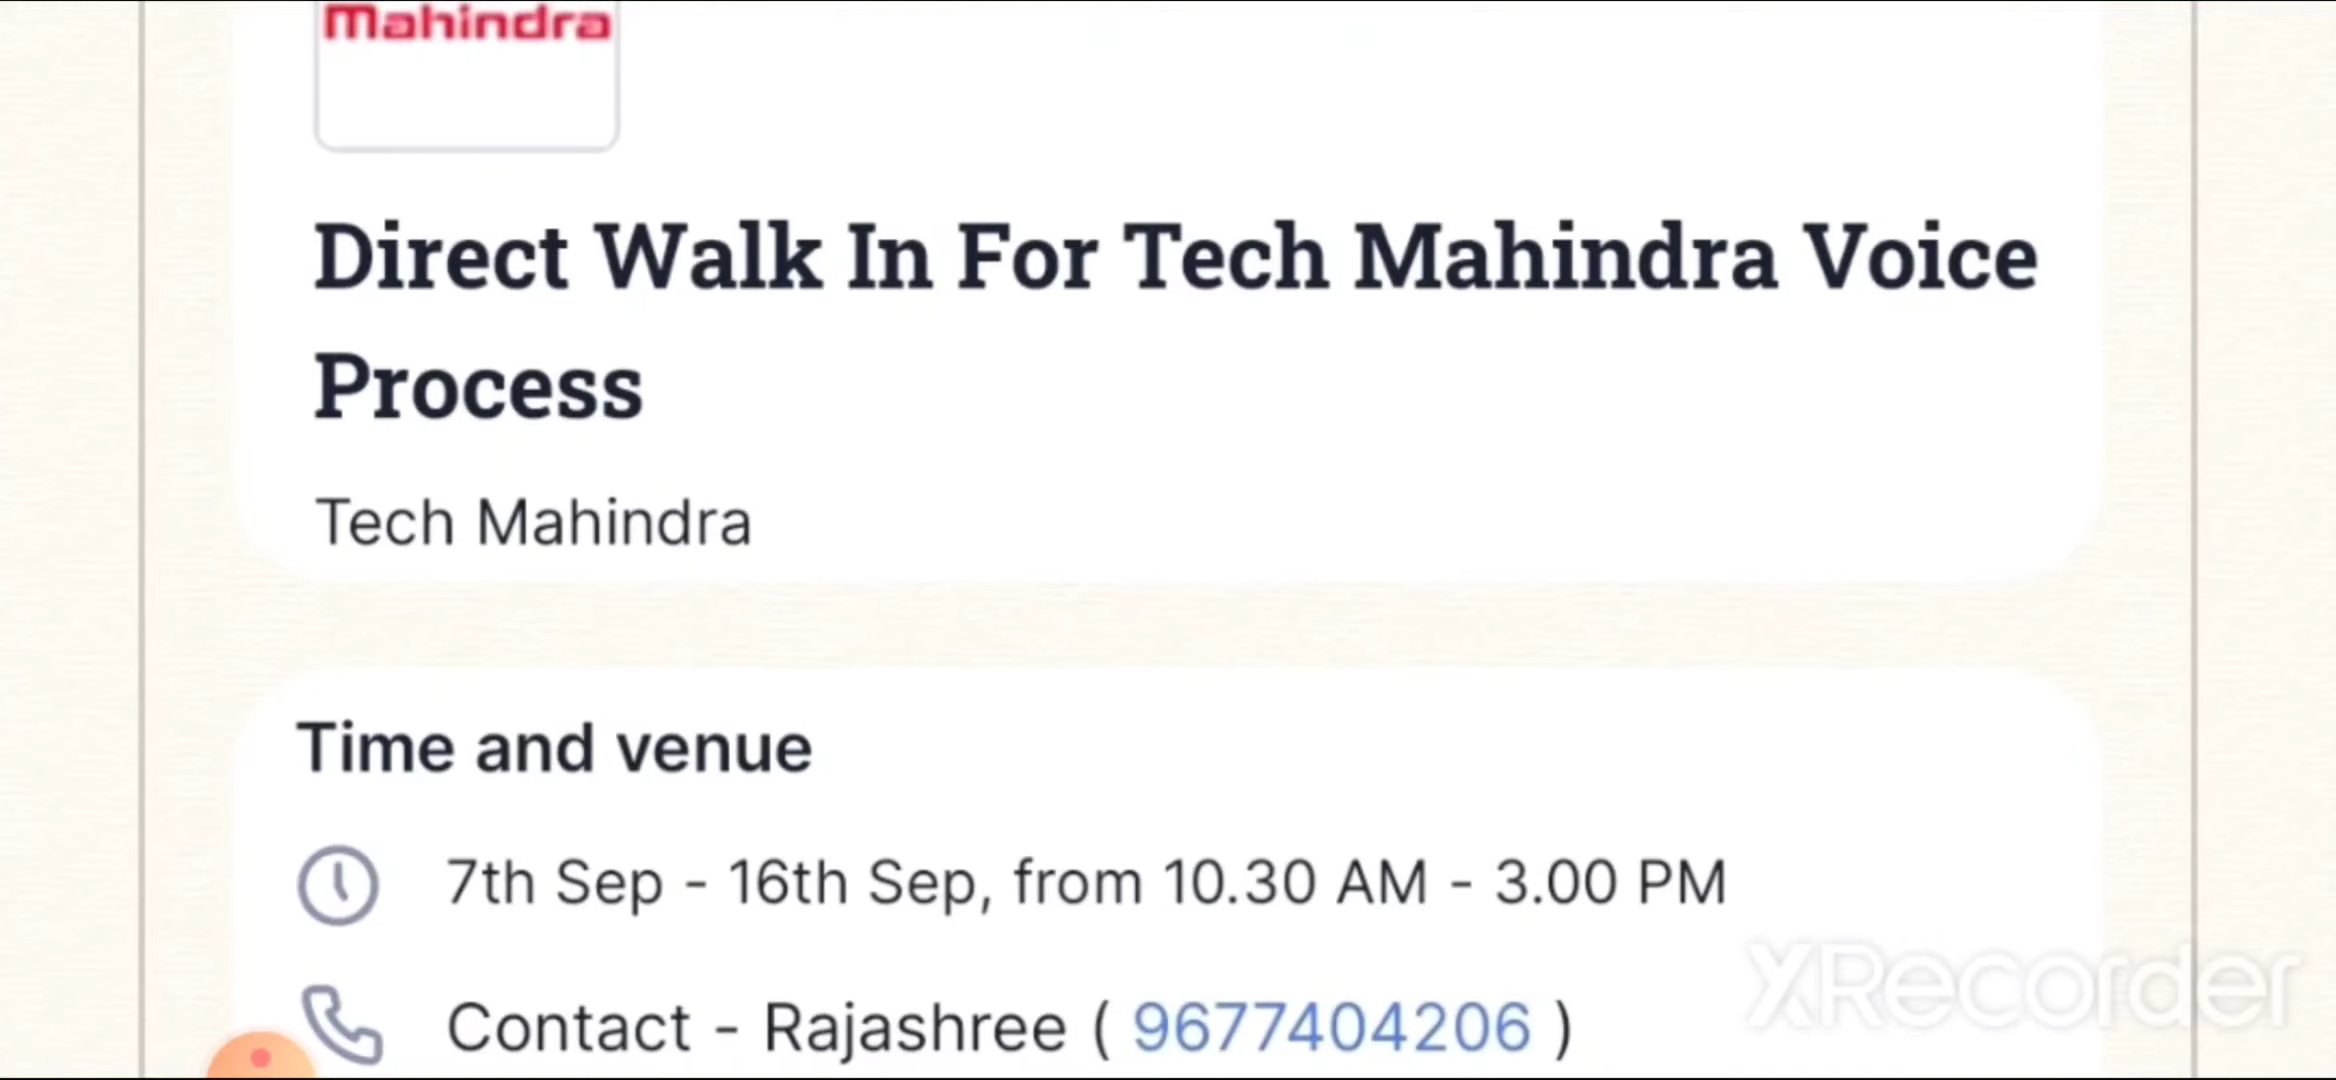 mahindra
Direct Walk In For Tech Mahindra Voice
Process
Tech Mahindra
Time and venue
7th Sep - 16th Sep, from 10.30 AM - 3.00 PM
Contact - Rajashree ( 9677404206 )
XRecorder